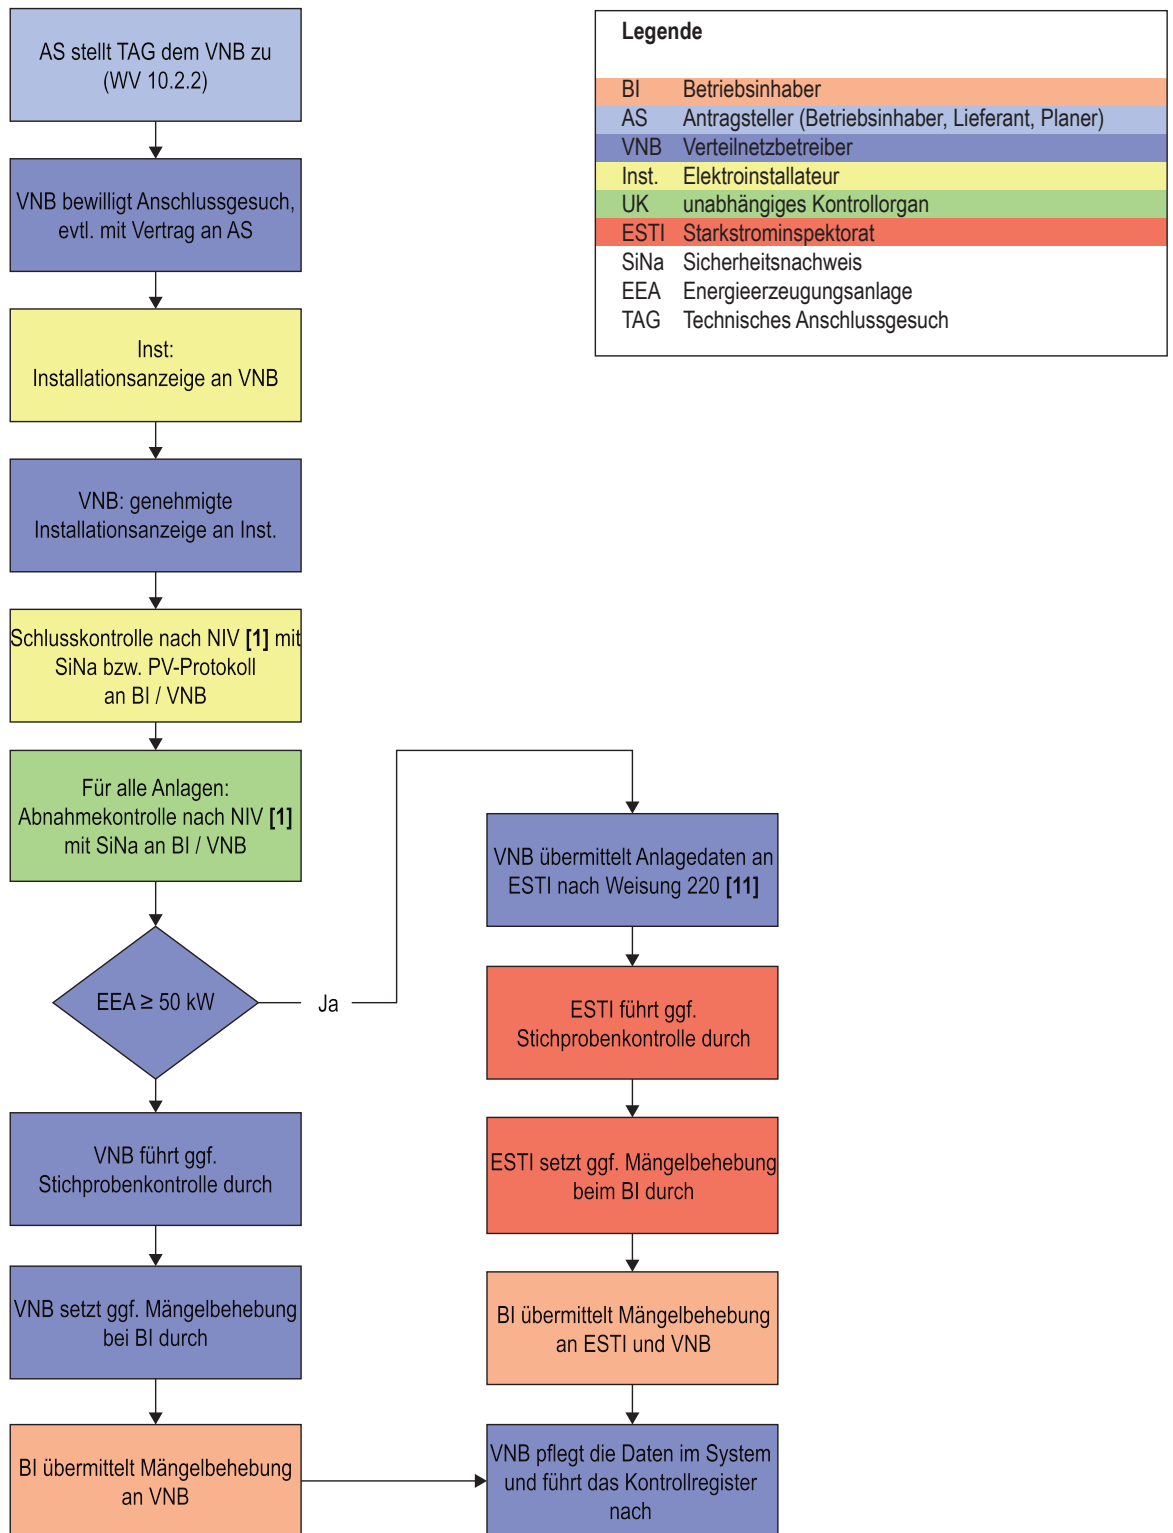 AS stellt TAG dem VNB zu
(WV 10.2.2)
VNB bewilligt Anschlussgesuch,
evtl. mit Vertrag an AS
Inst:
Installationsanzeige an VNB
VNB: genehmigte
Installationsanzeige an Inst.
Schlusskontrolle nach NIV [1] mit
SiNa bzw. PV-Protokoll
an BI / VNB
Für alle Anlagen:
Abnahmekontrolle nach NIV [1]
mit SiNa an BI / VNB
EEA ≥ 50 kW
Ja
VNB führt ggf.
Stichprobenkontrolle durch
VNB setzt ggf. Mängelbehebung
bei BI durch
BI übermittelt Mängelbehebung
an VNB
VNB übermittelt Anlagedaten an
ESTI nach Weisung 220 [11]
ESTI führt ggf.
Stichprobenkontrolle durch
ESTI setzt ggf. Mängelbehebung
beim BI durch
BI übermittelt Mängelbehebung
an ESTI und VNB
VNB pflegt die Daten im System
und führt das Kontrollregister
nach
Legende
BI Betriebsinhaber
AS Antragsteller (Betriebsinhaber, Lieferant, Planer)
VNB Verteilnetzbetreiber
Inst. Elektroinstallateur
UK unabhängiges Kontrollorgan
ESTI Starkstrominspektorat
SiNa Sicherheitsnachweis
EEA Energieerzeugungsanlage
TAG Technisches Anschlussgesuch